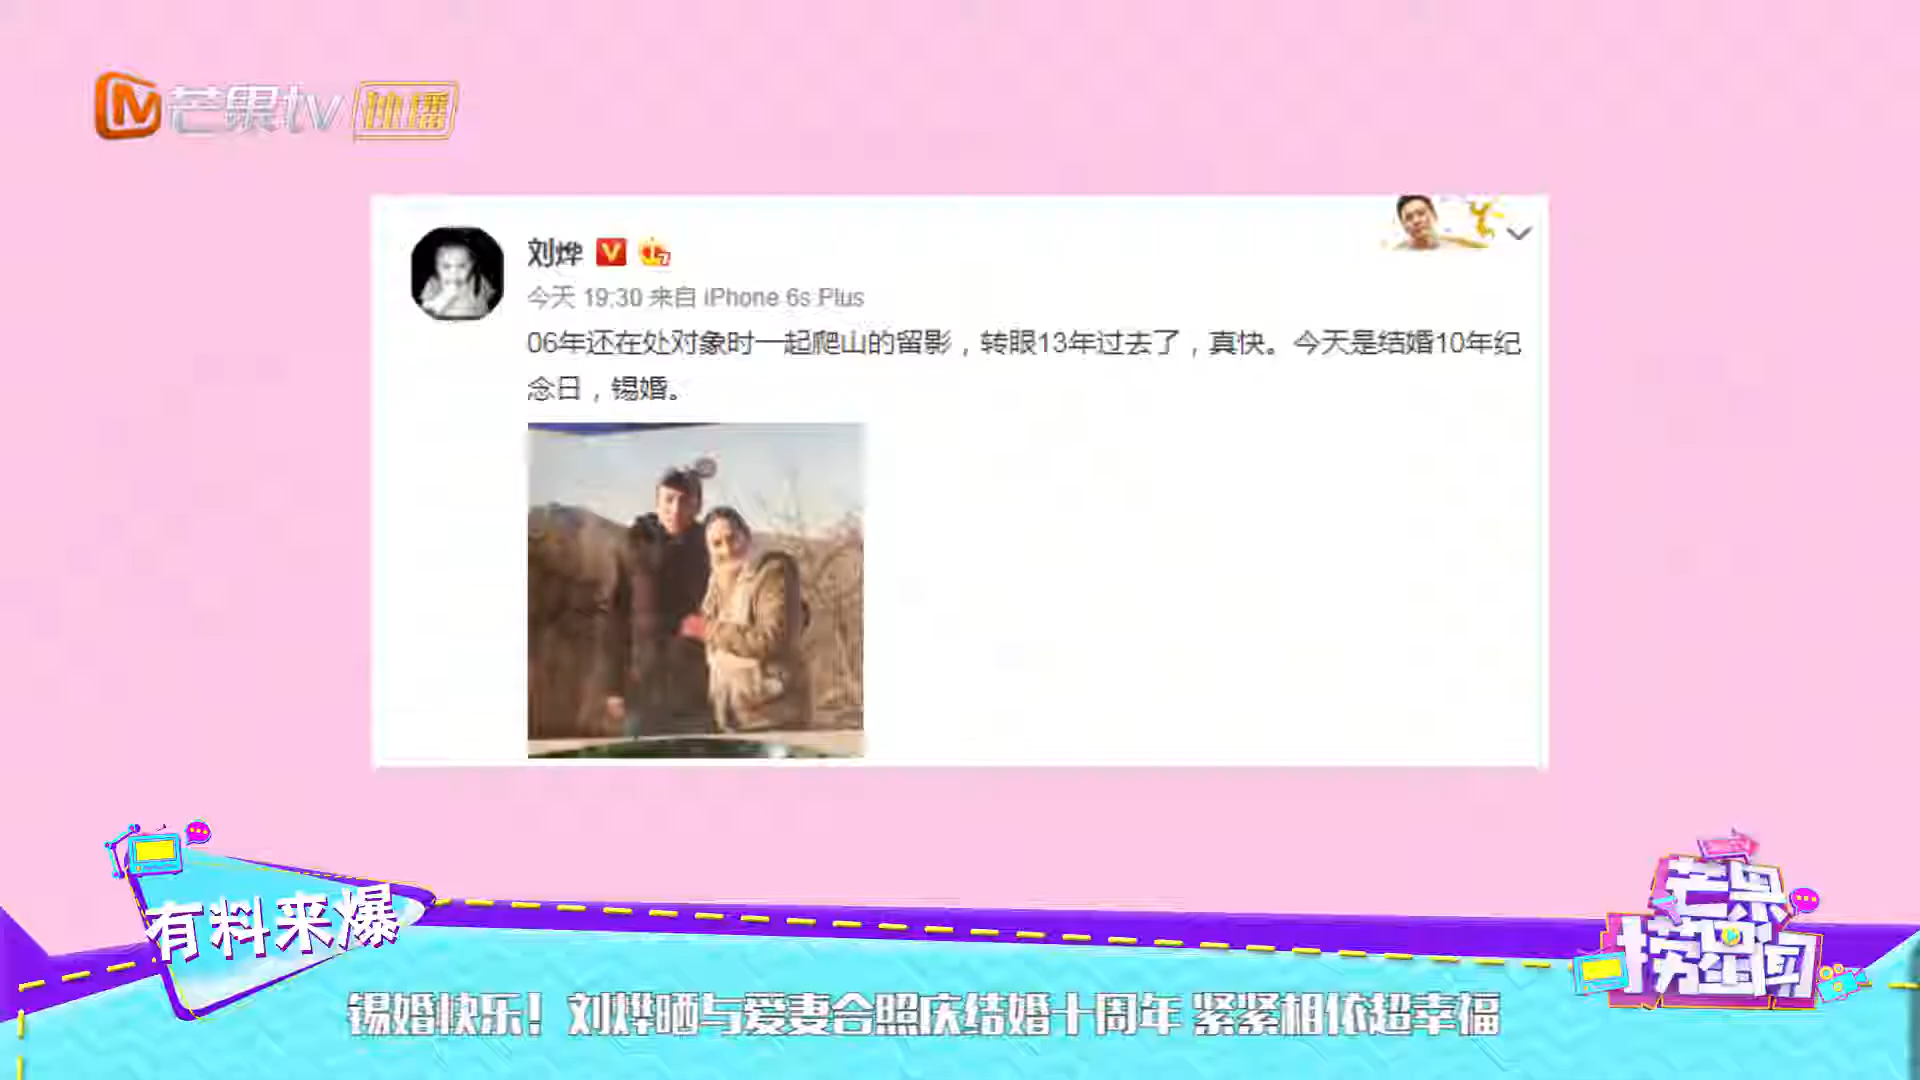 芒果tv 独播
刘烨
今天 19:30 来自 iPhone 6s Plus
06年还在处对象时一起爬山的留影，转眼13年过去了，真快。今天是结婚10年纪
念日，锡婚。
有料来爆
芒果
捞新闻
锡婚快乐！刘烨晒与爱妻合照庆结婚十周年 紧紧相依超幸福